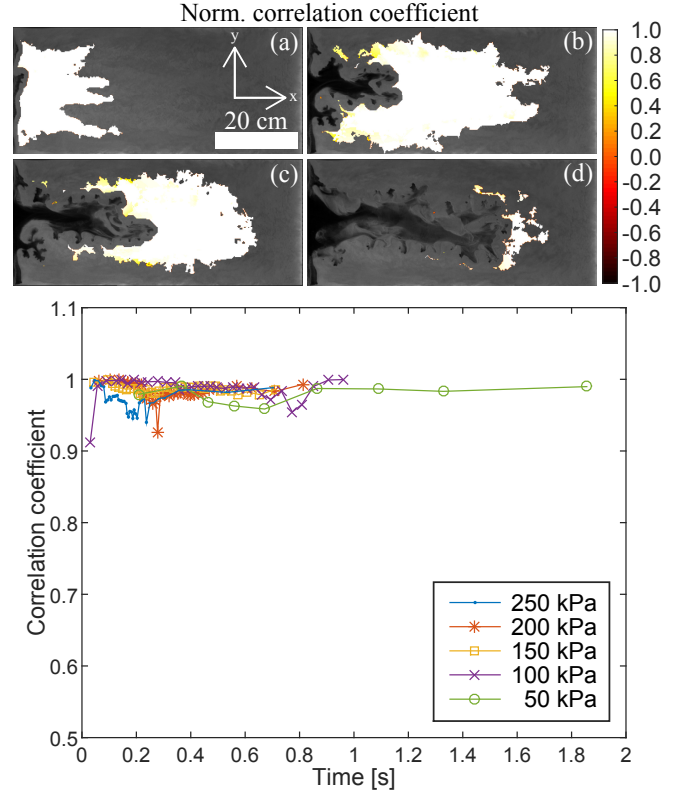 Norm. correlation coefficient
(a)
y
x
20 cm
(b)
(c)
(d)
1.0
0.8
0.6
0.4
0.2
0.0
-0.2
-0.4
-0.6
-0.8
-1.0
1.1
1
0.9
0.8
0.7
0.6
0.5
Correlation coefficient
250 kPa
200 kPa
150 kPa
100 kPa
50 kPa
0 0.2 0.4 0.6 0.8 1 1.2 1.4 1.6 1.8 2
Time [s]